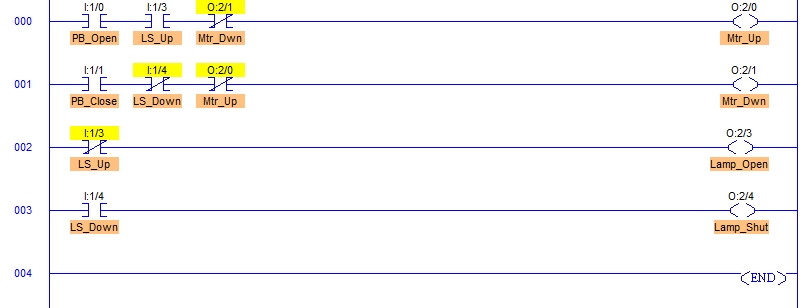 I:1/0 I:1/3 O:2/1 O:2/0
000
PB_Open LS_Up Mtr_Dwn Mtr_Up
I:1/1 I:1/4 O:2/0 O:2/1
001
PB_Close LS_Down Mtr_Up Mtr_Dwn
I:1/3 O:2/3
002
LS_Up Lamp_Open
I:1/4 O:2/4
003
LS_Down Lamp_Shut
004 END